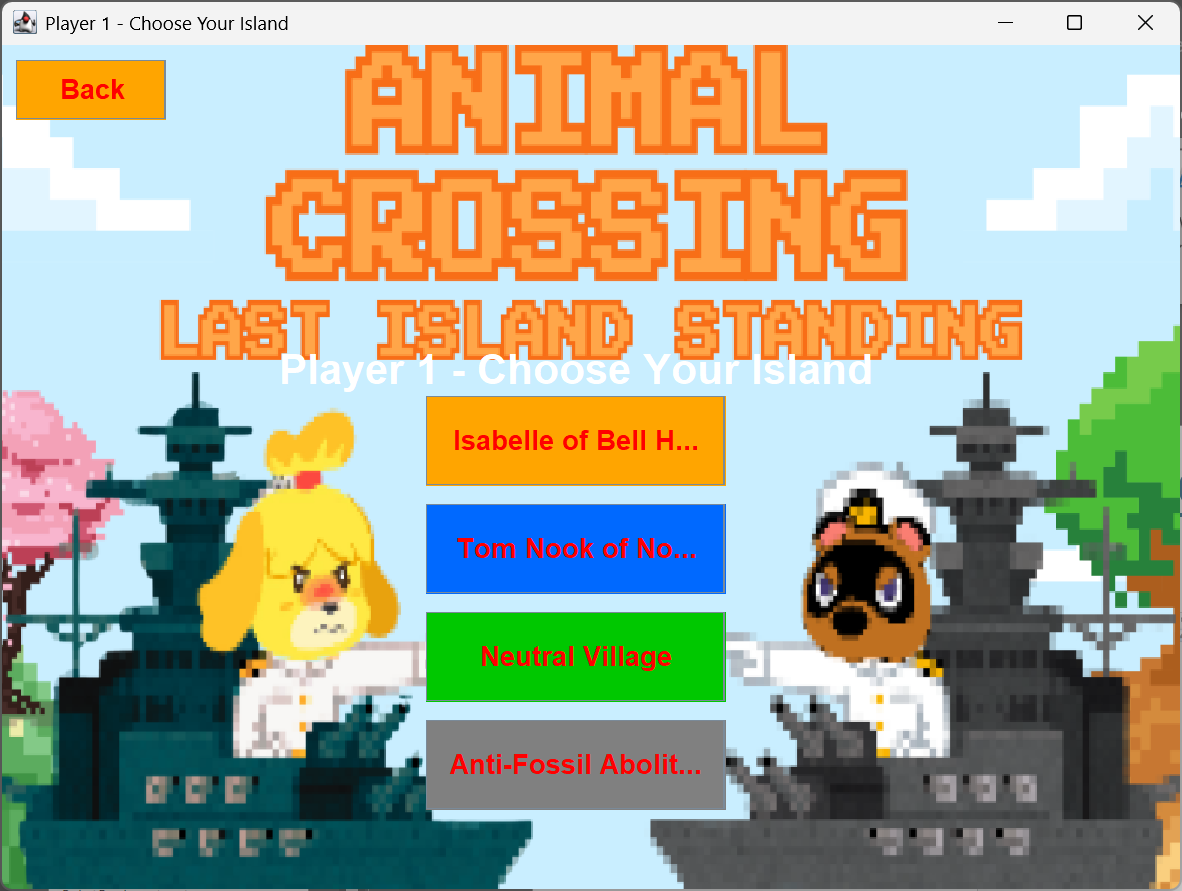 Player 1 - Choose Your Island
Back
ANIMAL
CROSSING
LAST ISLAND STANDING
Player 1 - Choose Your Island
Isabelle of Bell H...
Tom Nook of No...
Neutral Village
Anti-Fossil Abolit...